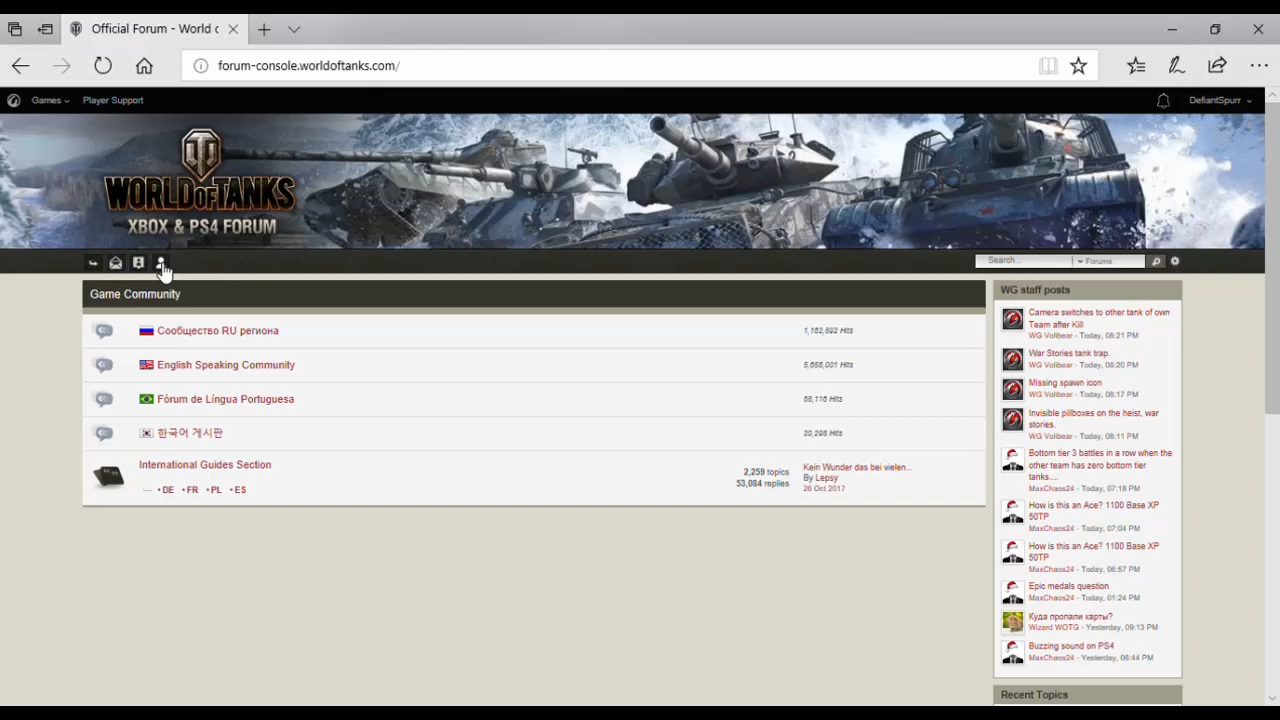 Official Forum - World c
forum-console.worldoftanks.com/
Games
Player Support
DefiantSpurr
WORLD OF TANKS
XBOX & PS4 FORUM
Search...
Forums
Game Community
Сообщество RU региона
1,162,892 Hits
English Speaking Community
5,656,001 Hits
Fórum de Língua Portuguesa
69,116 Hits
한국어 게시판
20,296 Hits
International Guides Section
• DE • FR • PL • ES
2,259 topics
53,084 replies
Kein Wunder das bei vielen...
By Lepsy
26 Oct 2017
WG staff posts
Camera switches to other tank of own
Team after Kill
WG Volibear - Today, 08:21 PM
War Stories tank trap.
WG Volibear - Today, 08:20 PM
Missing spawn icon
WG Volibear - Today, 08:17 PM
Invisible pillboxes on the heist, war
stories.
WG Volibear - Today, 08:11 PM
Bottom tier 3 battles in a row when the
other team has zero bottom tier
tanks....
MaxChaos24 - Today, 07:18 PM
How is this an Ace? 1100 Base XP
50TP
MaxChaos24 - Today, 07:04 PM
How is this an Ace? 1100 Base XP
50TP
MaxChaos24 - Today, 06:57 PM
Epic medals question
MaxChaos24 - Today, 01:24 PM
Куда пропали карты?
Wizard WOTG - Yesterday, 09:13 PM
Buzzing sound on PS4
MaxChaos24 - Yesterday, 06:44 PM
Recent Topics